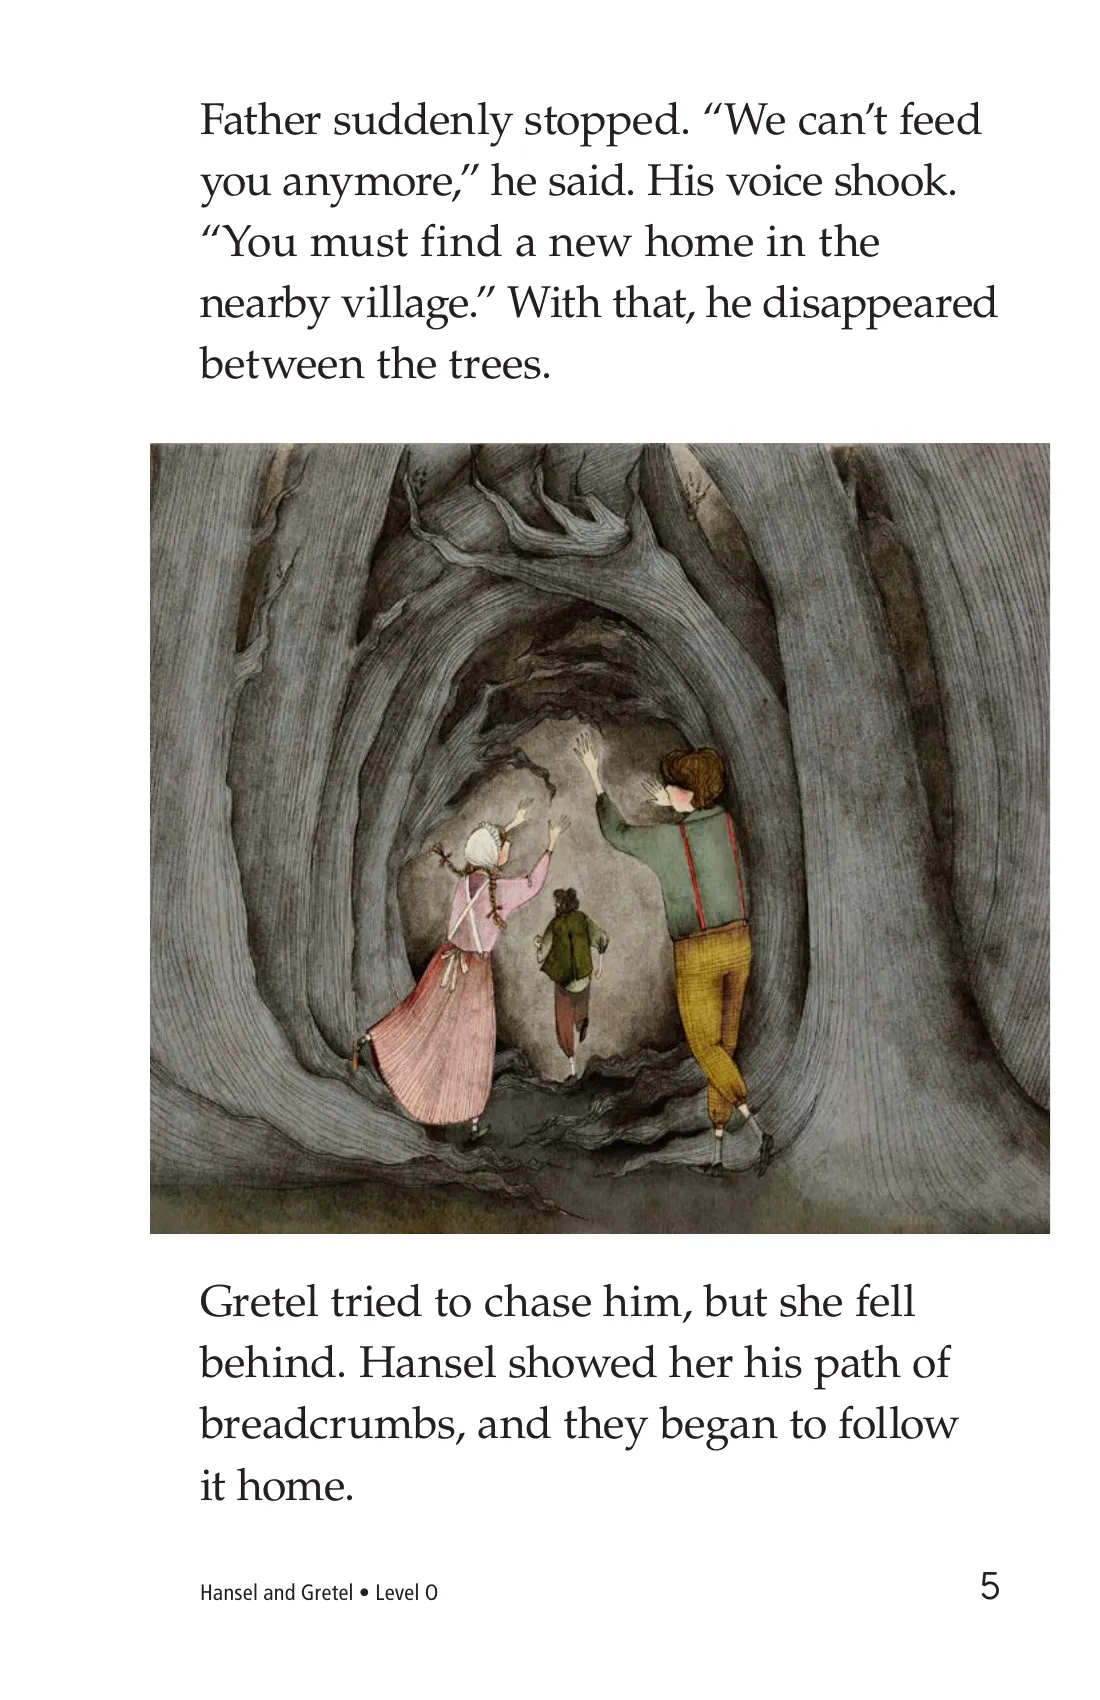 Father suddenly stopped. “We can’t feed
you anymore,” he said. His voice shook.
“You must find a new home in the
nearby village.” With that, he disappeared
between the trees.
Gretel tried to chase him, but she fell
behind. Hansel showed her his path of
breadcrumbs, and they began to follow
it home.
Hansel and Gretel • Level O
5